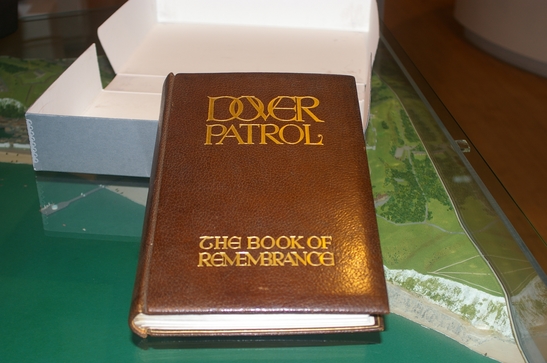 DOVER
PATROL
THE BOOK OF
REMEMBRANCE